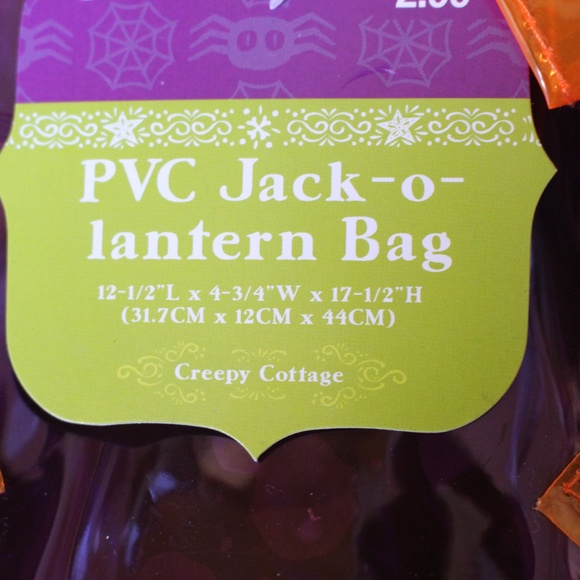 PVC Jack-o-
lantern Bag
12-1/2"L x 4-3/4"W x 17-1/2"H
(31.7CM x 12CM x 44CM)
Creepy Cottage